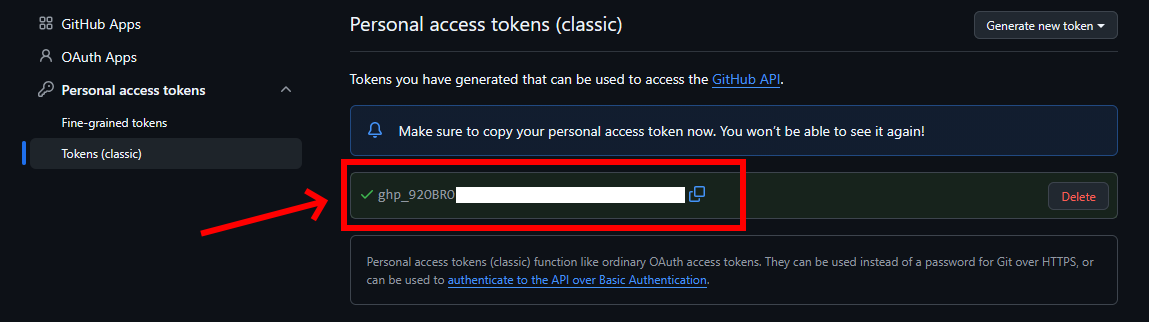 GitHub Apps
OAuth Apps
Personal access tokens
Fine-grained tokens
Tokens (classic)
Personal access tokens (classic)
Generate new token
Tokens you have generated that can be used to access the GitHub API.
Make sure to copy your personal access token now. You won't be able to see it again!
ghp_92OBR0
Delete
Personal access tokens (classic) function like ordinary OAuth access tokens. They can be used instead of a password for Git over HTTPS, or
can be used to authenticate to the API over Basic Authentication.